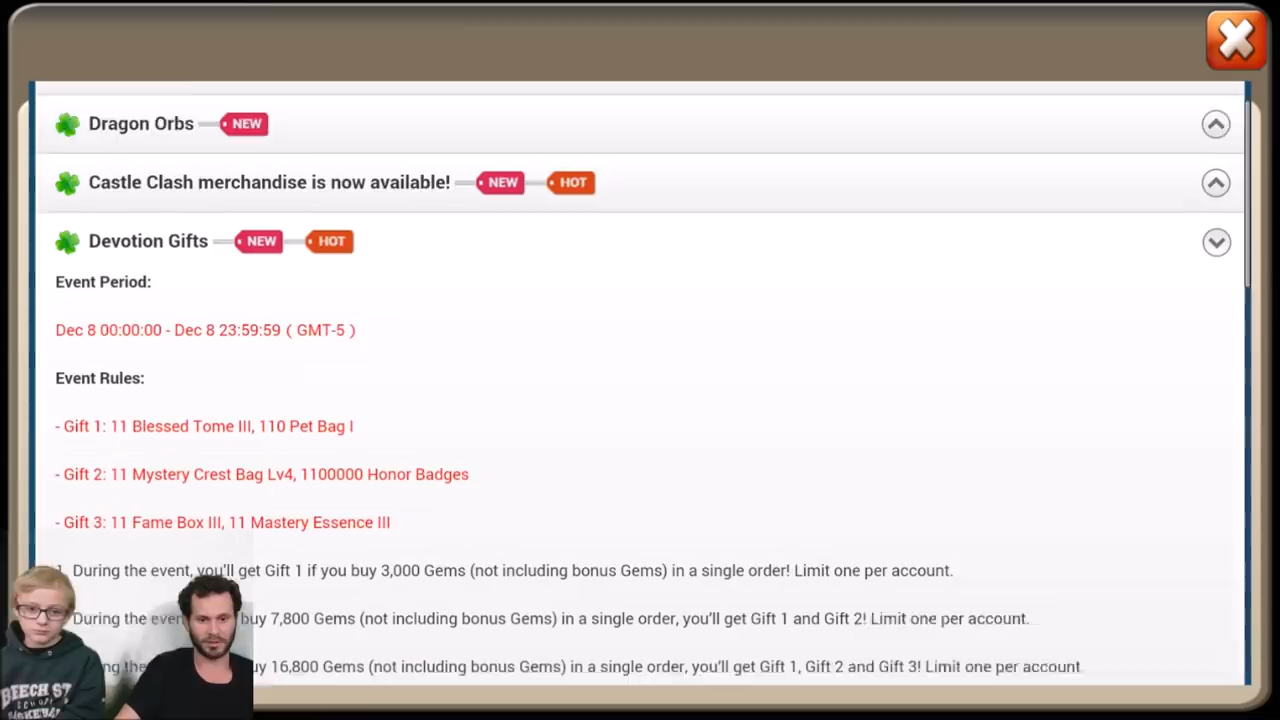 Dragon Orbs NEW
Castle Clash merchandise is now available! NEW HOT
Devotion Gifts NEW HOT
Event Period:
Dec 8 00:00:00 - Dec 8 23:59:59 ( GMT-5 )
Event Rules:
- Gift 1: 11 Blessed Tome III, 110 Pet Bag I
- Gift 2: 11 Mystery Crest Bag Lv4, 1100000 Honor Badges
- Gift 3: 11 Fame Box III, 11 Mastery Essence III
. During the event, you'll get Gift 1 if you buy 3,000 Gems (not including bonus Gems) in a single order! Limit one per account.
During the buy 7,800 Gems (not including bonus Gems) in a single order, you'll get Gift 1 and Gift 2! Limit one per account.
16,800 Gems (not including bonus Gems) in a single order, you'll get Gift 1, Gift 2 and Gift 3! Limit one per account
BEECH ST